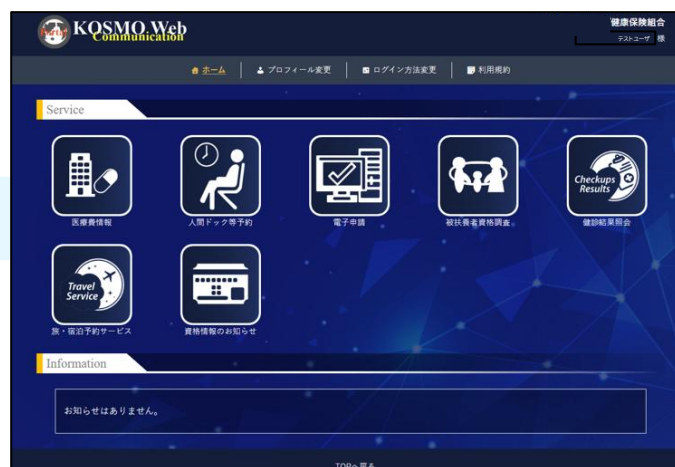 KOSMO Web
Communication
健康保険組合
テストユーザ 様
ホーム
プロフィール変更
ログイン方法変更
利用規約
Service
医療費情報
人間ドック等予約
電子申請
被扶養者資格調査
Checkups
Results
健診結果照会
Travel
Service
旅・宿泊予約サービス
資格情報のお知らせ
Information
お知らせはありません。
TOPへ戻る